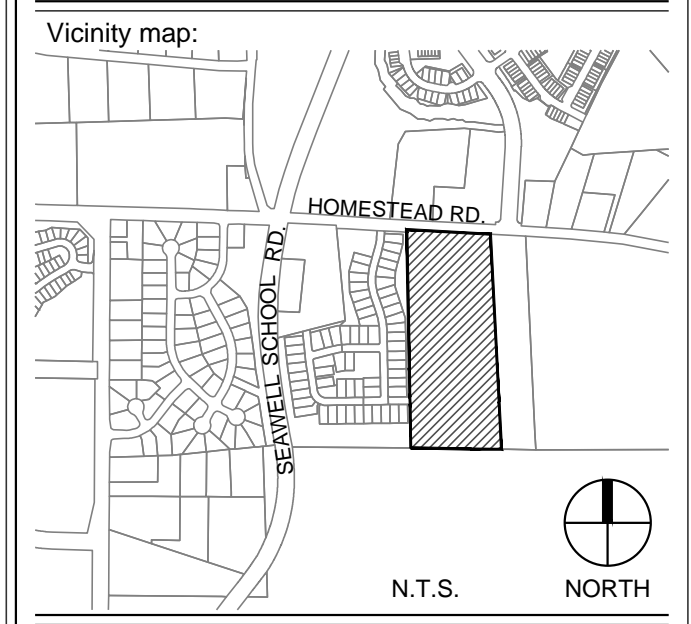 Vicinity map:
HOMESTEAD RD.
SEAWELL SCHOOL RD.
N.T.S.
NORTH